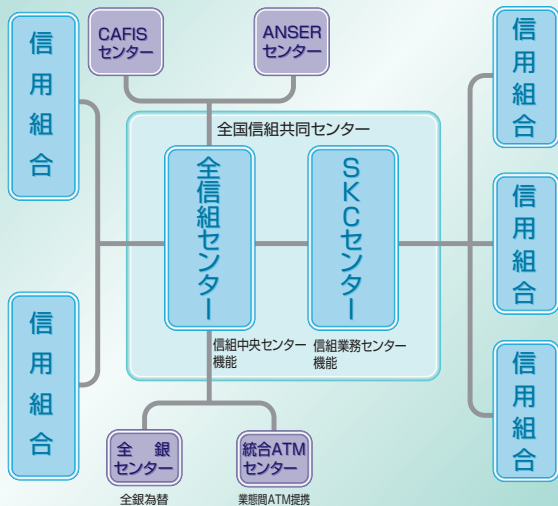 信用組合
CAFIS
センター
ANSER
センター
信用組合
全国信組共同センター
全信組センター
SKCセンター
信用組合
信組中央センター
機能
信組業務センター
機能
信用組合
信用組合
全 銀
センター
統合ATM
センター
全銀為替
業態間ATM提携